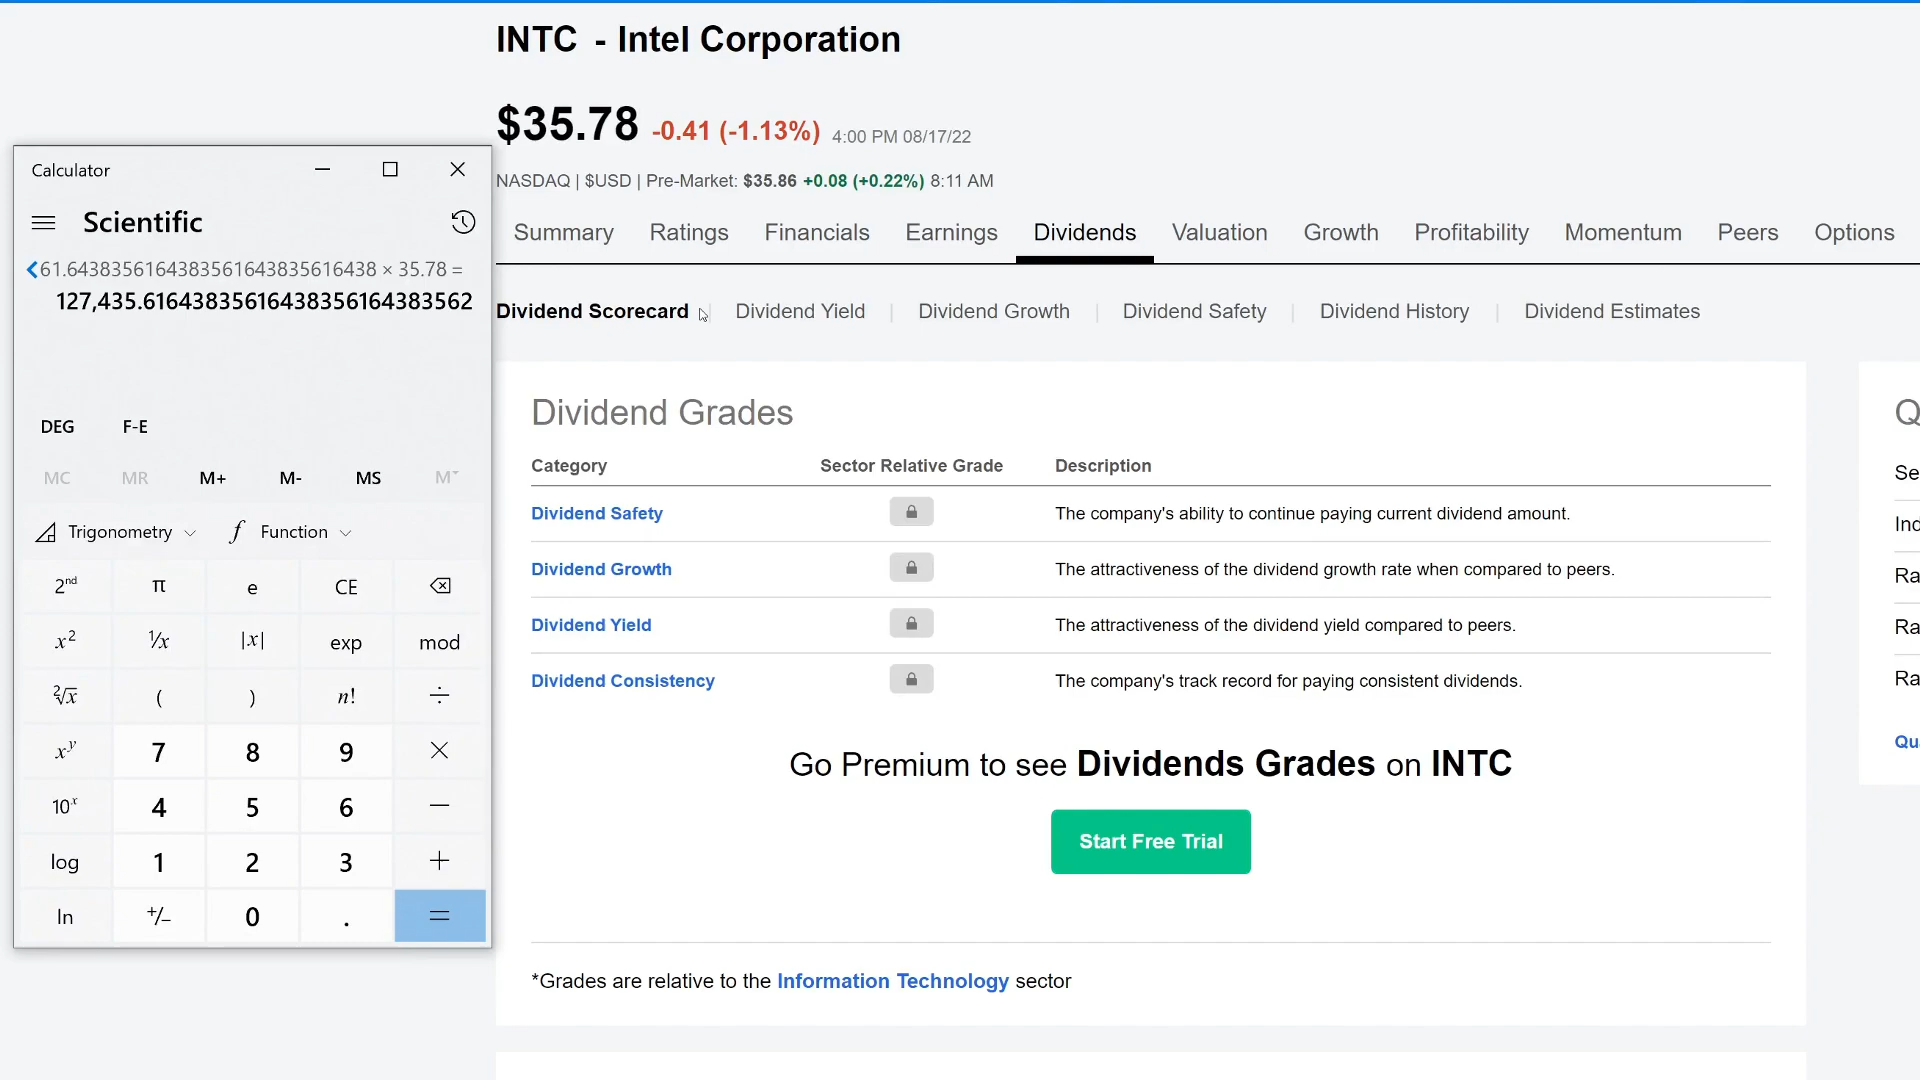 INTC - Intel Corporation
$35.78 -0.41 (-1.13%) 4:00 PM 08/17/22
NASDAQ | $USD | Pre-Market: $35.86 +0.08 (+0.22%) 8:11 AM
Summary Ratings Financials Earnings Dividends Valuation Growth Profitability Momentum Peers Options
Dividend Scorecard | Dividend Yield | Dividend Growth | Dividend Safety | Dividend History | Dividend Estimates
Calculator
Scientific
61.6438356164383561643835616438 × 35.78 =
127,435.61643835616438356164383562
DEG F-E
MC MR M+ M- MS M
Trigonometry f Function
2nd π e CE
x2 1/x |x| exp mod
2√x ( ) n! ÷
xy 7 8 9 ×
10x 4 5 6 −
log 1 2 3 +
ln +/− 0 . =
Dividend Grades
Category Sector Relative Grade Description
Dividend Safety The company's ability to continue paying current dividend amount.
Dividend Growth The attractiveness of the dividend growth rate when compared to peers.
Dividend Yield The attractiveness of the dividend yield compared to peers.
Dividend Consistency The company's track record for paying consistent dividends.
Go Premium to see Dividends Grades on INTC
Start Free Trial
*Grades are relative to the Information Technology sector
Q
Se
Ind
Ra
Ra
Ra
Qu